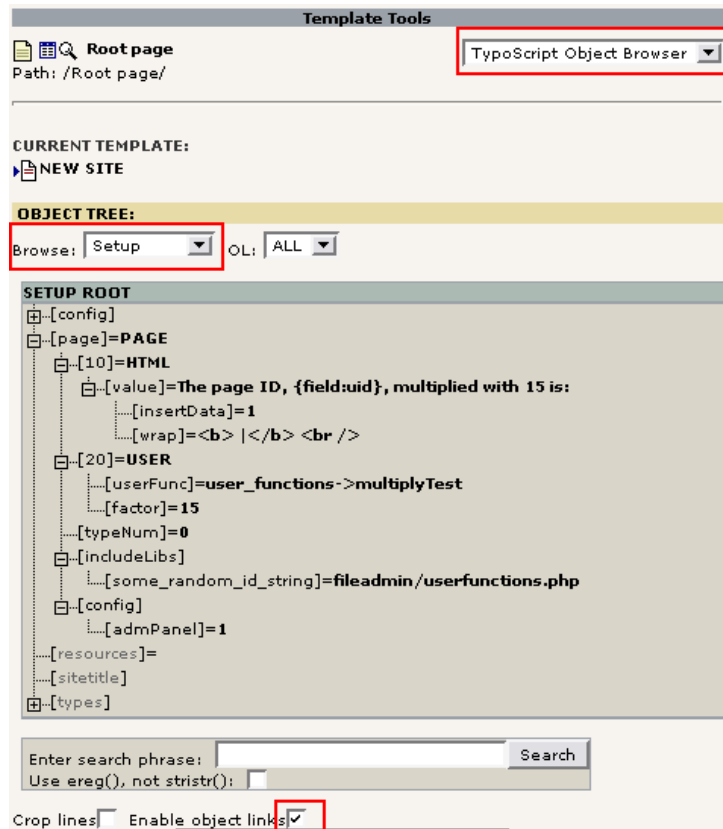 Template Tools
Root page
TypoScript Object Browser
Path: /Root page/
CURRENT TEMPLATE:
NEW SITE
OBJECT TREE:
Browse: Setup OL: ALL
SETUP ROOT
[config]
[page]=PAGE
[10]=HTML
[value]=The page ID, {field:uid}, multiplied with 15 is:
[insertData]=1
[wrap]=<b> |</b> <br />
[20]=USER
[userFunc]=user_functions->multiplyTest
[factor]=15
[typeNum]=0
[includeLibs]
[some_random_id_string]=fileadmin/userfunctions.php
[config]
[admPanel]=1
[resources]=
[sitetitle]
[types]
Enter search phrase: Search
Use ereg(), not stristr():
Crop lines Enable object links